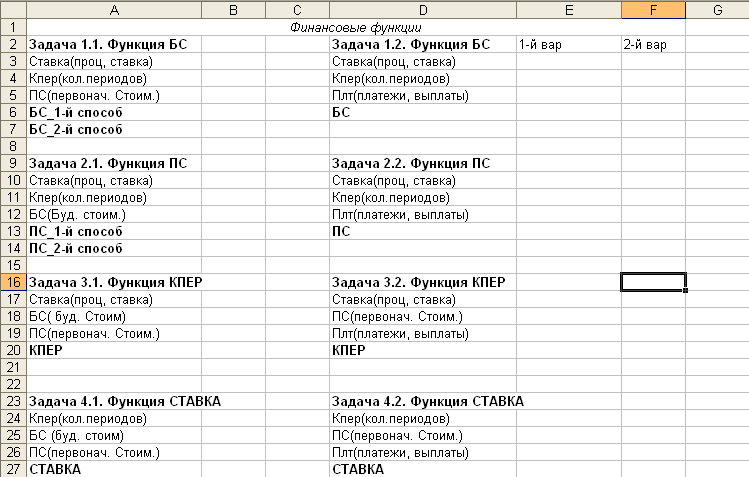 A B C D E F G
1 Финансовые функции
2 Задача 1.1. Функция БС Задача 1.2. Функция БС 1-й вар 2-й вар
3 Ставка(проц, ставка) Ставка(проц, ставка)
4 Кпер(кол.периодов) Кпер(кол.периодов)
5 ПС(первонач. Стоим.) Плт(платежи, выплаты)
6 БС_1-й способ БС
7 БС_2-й способ
8
9 Задача 2.1. Функция ПС Задача 2.2. Функция ПС
10 Ставка(проц, ставка) Ставка(проц, ставка)
11 Кпер(кол.периодов) Кпер(кол.периодов)
12 БС(Буд. стоим.) Плт(платежи, выплаты)
13 ПС_1-й способ ПС
14 ПС_2-й способ
15
16 Задача 3.1. Функция КПЕР Задача 3.2. Функция КПЕР
17 Ставка(проц, ставка) Ставка(проц, ставка)
18 БС( буд. Стоим) ПС(первонач. Стоим.)
19 ПС(первонач. Стоим.) Плт(платежи, выплаты)
20 КПЕР КПЕР
21
22
23 Задача 4.1. Функция СТАВКА Задача 4.2. Функция СТАВКА
24 Кпер(кол.периодов) Кпер(кол.периодов)
25 БС (буд. стоим) ПС(первонач. Стоим.)
26 ПС(первонач. Стоим.) Плт(платежи, выплаты)
27 СТАВКА СТАВКА